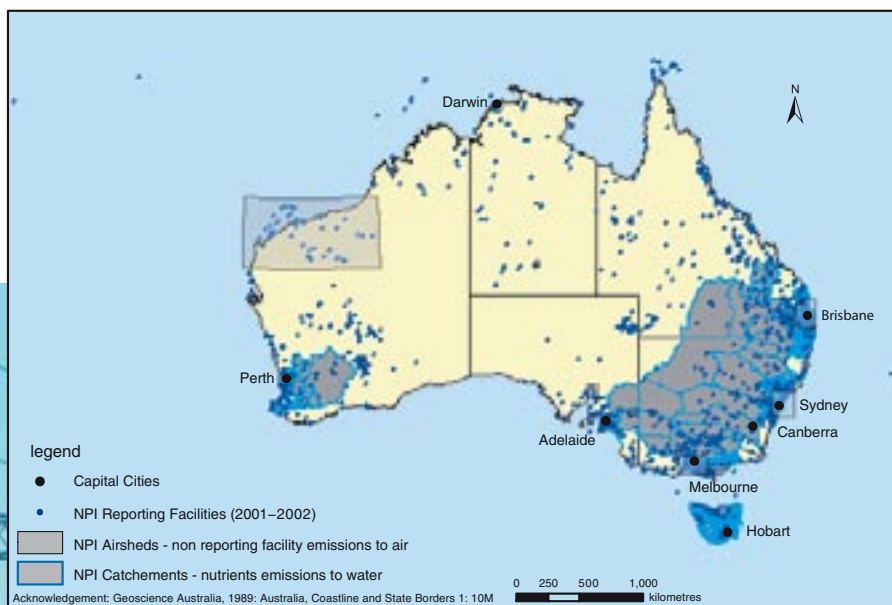 Darwin
N
Brisbane
Perth
Sydney
Adelaide
Canberra
Melbourne
Hobart
legend
Capital Cities
NPI Reporting Facilities (2001–2002)
NPI Airsheds - non reporting facility emissions to air
NPI Catchements - nutrients emissions to water
0 250 500 1,000
kilometres
Acknowledgement: Geoscience Australia, 1989: Australia, Coastline and State Borders 1: 10M